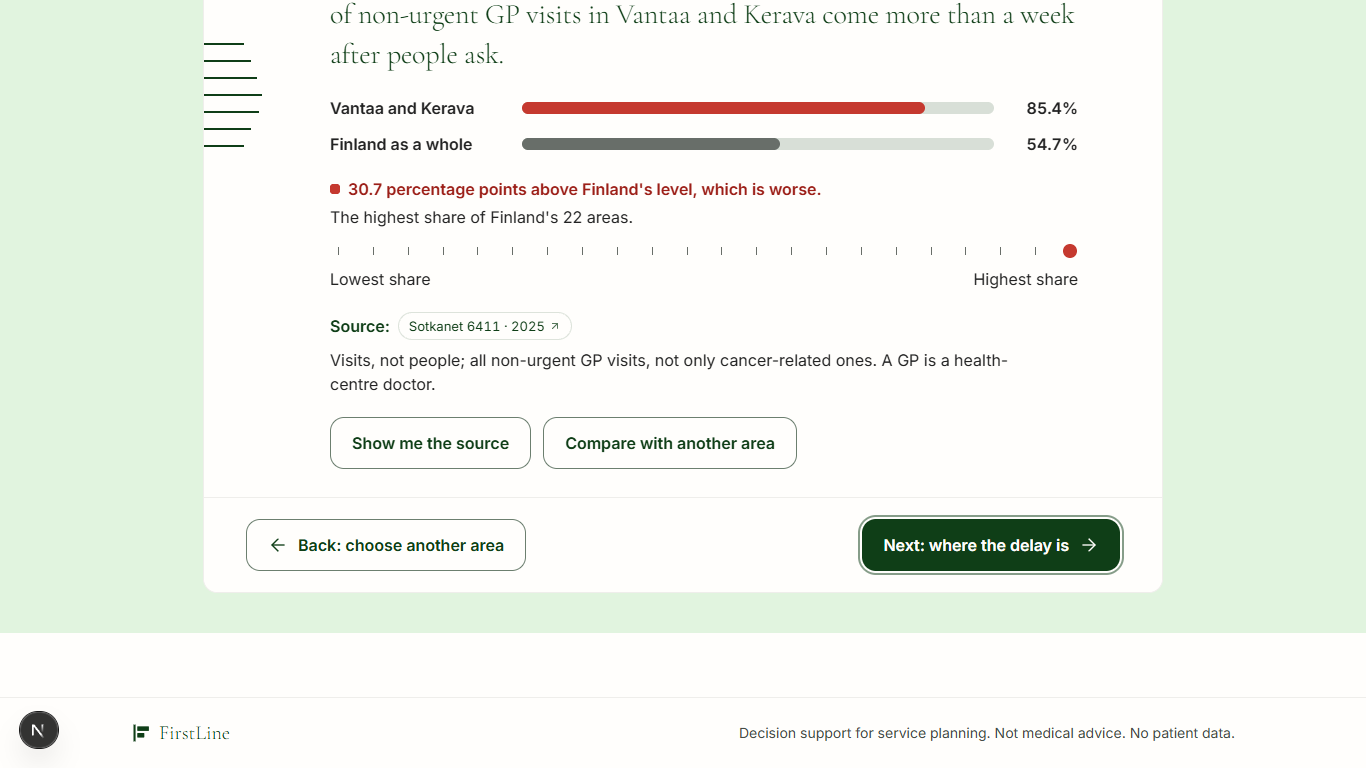 of non-urgent GP visits in Vantaa and Kerava come more than a week
after people ask.
Vantaa and Kerava 85.4%
Finland as a whole 54.7%
30.7 percentage points above Finland's level, which is worse.
The highest share of Finland's 22 areas.
Lowest share Highest share
Source: Sotkanet 6411 · 2025 ↗
Visits, not people; all non-urgent GP visits, not only cancer-related ones. A GP is a health-
centre doctor.
Show me the source Compare with another area
← Back: choose another area Next: where the delay is →
N FirstLine Decision support for service planning. Not medical advice. No patient data.